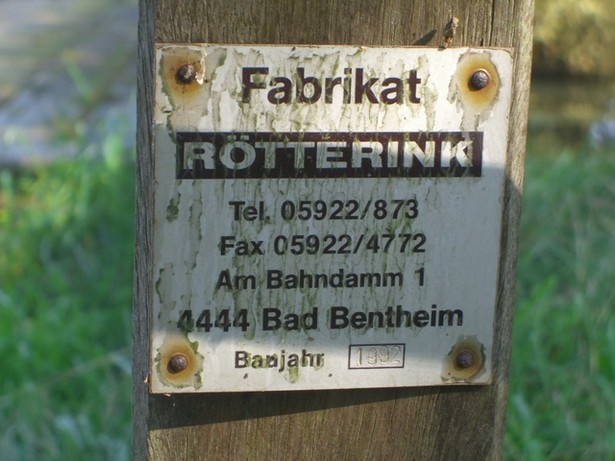 Fabrikat
RÖTTERINK
Tel. 05922/873
Fax 05922/4772
Am Bahndamm 1
4444 Bad Bentheim
Baujahr 1992